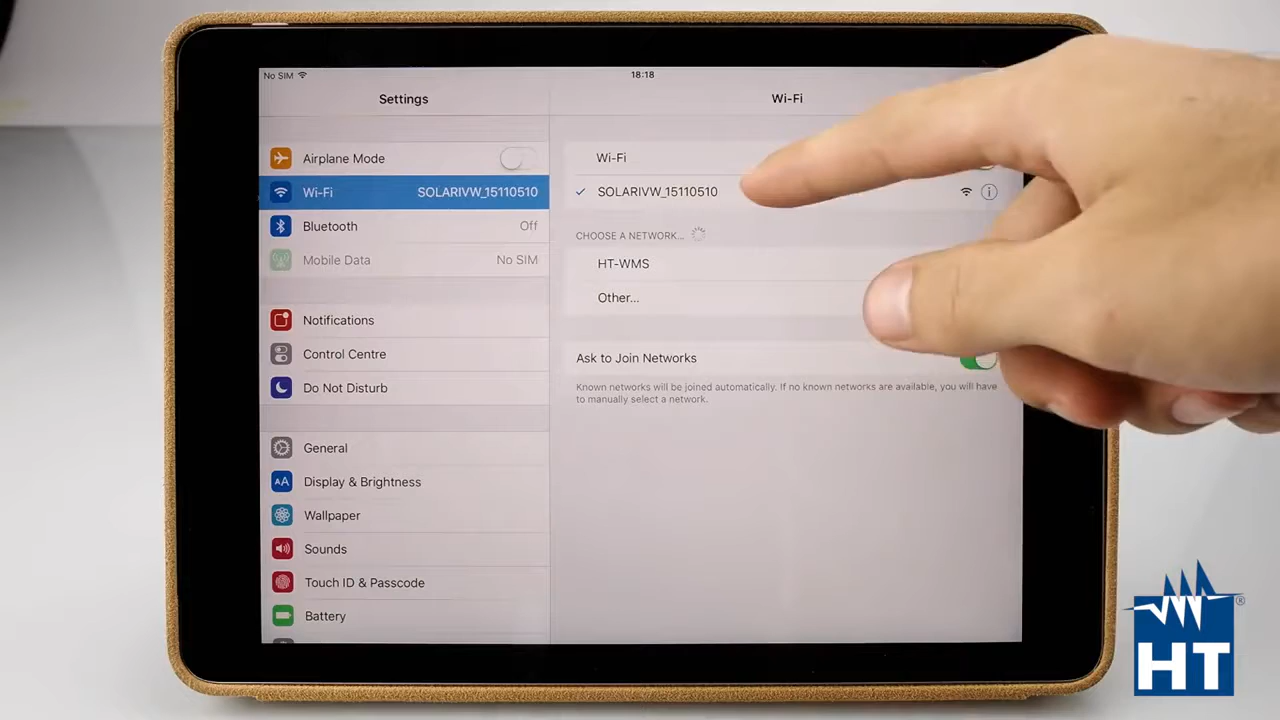 No SIM
18:18
Settings
Airplane Mode
Wi-Fi SOLARIVW_15110510
Bluetooth Off
Mobile Data No SIM
Notifications
Control Centre
Do Not Disturb
General
AA Display & Brightness
Wallpaper
Sounds
Touch ID & Passcode
Battery
Wi-Fi
Wi-Fi
SOLARIVW_15110510
CHOOSE A NETWORK...
HT-WMS
Other...
Ask to Join Networks
Known networks will be joined automatically. If no known networks are available, you will have
to manually select a network.
HT
®